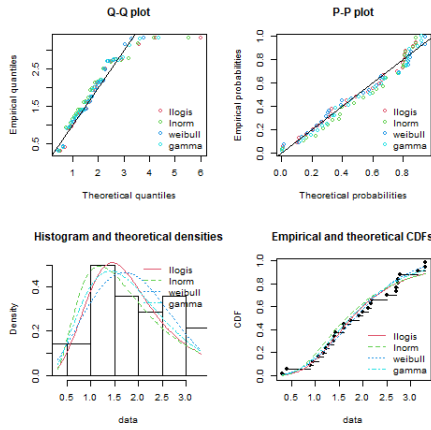 Q-Q plot
Empirical quantiles
0.5 1.5 2.5
llogis
lnorm
weibull
gamma
1 2 3 4 5 6
Theoretical quantiles
P-P plot
Empirical probabilities
0.0 0.2 0.4 0.6 0.8 1.0
llogis
lnorm
weibull
gamma
0.0 0.2 0.4 0.6 0.8
Theoretical probabilities
Histogram and theoretical densities
Density
0.0 0.2 0.4
llogis
lnorm
weibull
gamma
0.5 1.0 1.5 2.0 2.5 3.0
data
Empirical and theoretical CDFs
CDF
0.0 0.2 0.4 0.6 0.8 1.0
llogis
lnorm
weibull
gamma
0.5 1.0 1.5 2.0 2.5 3.0
data